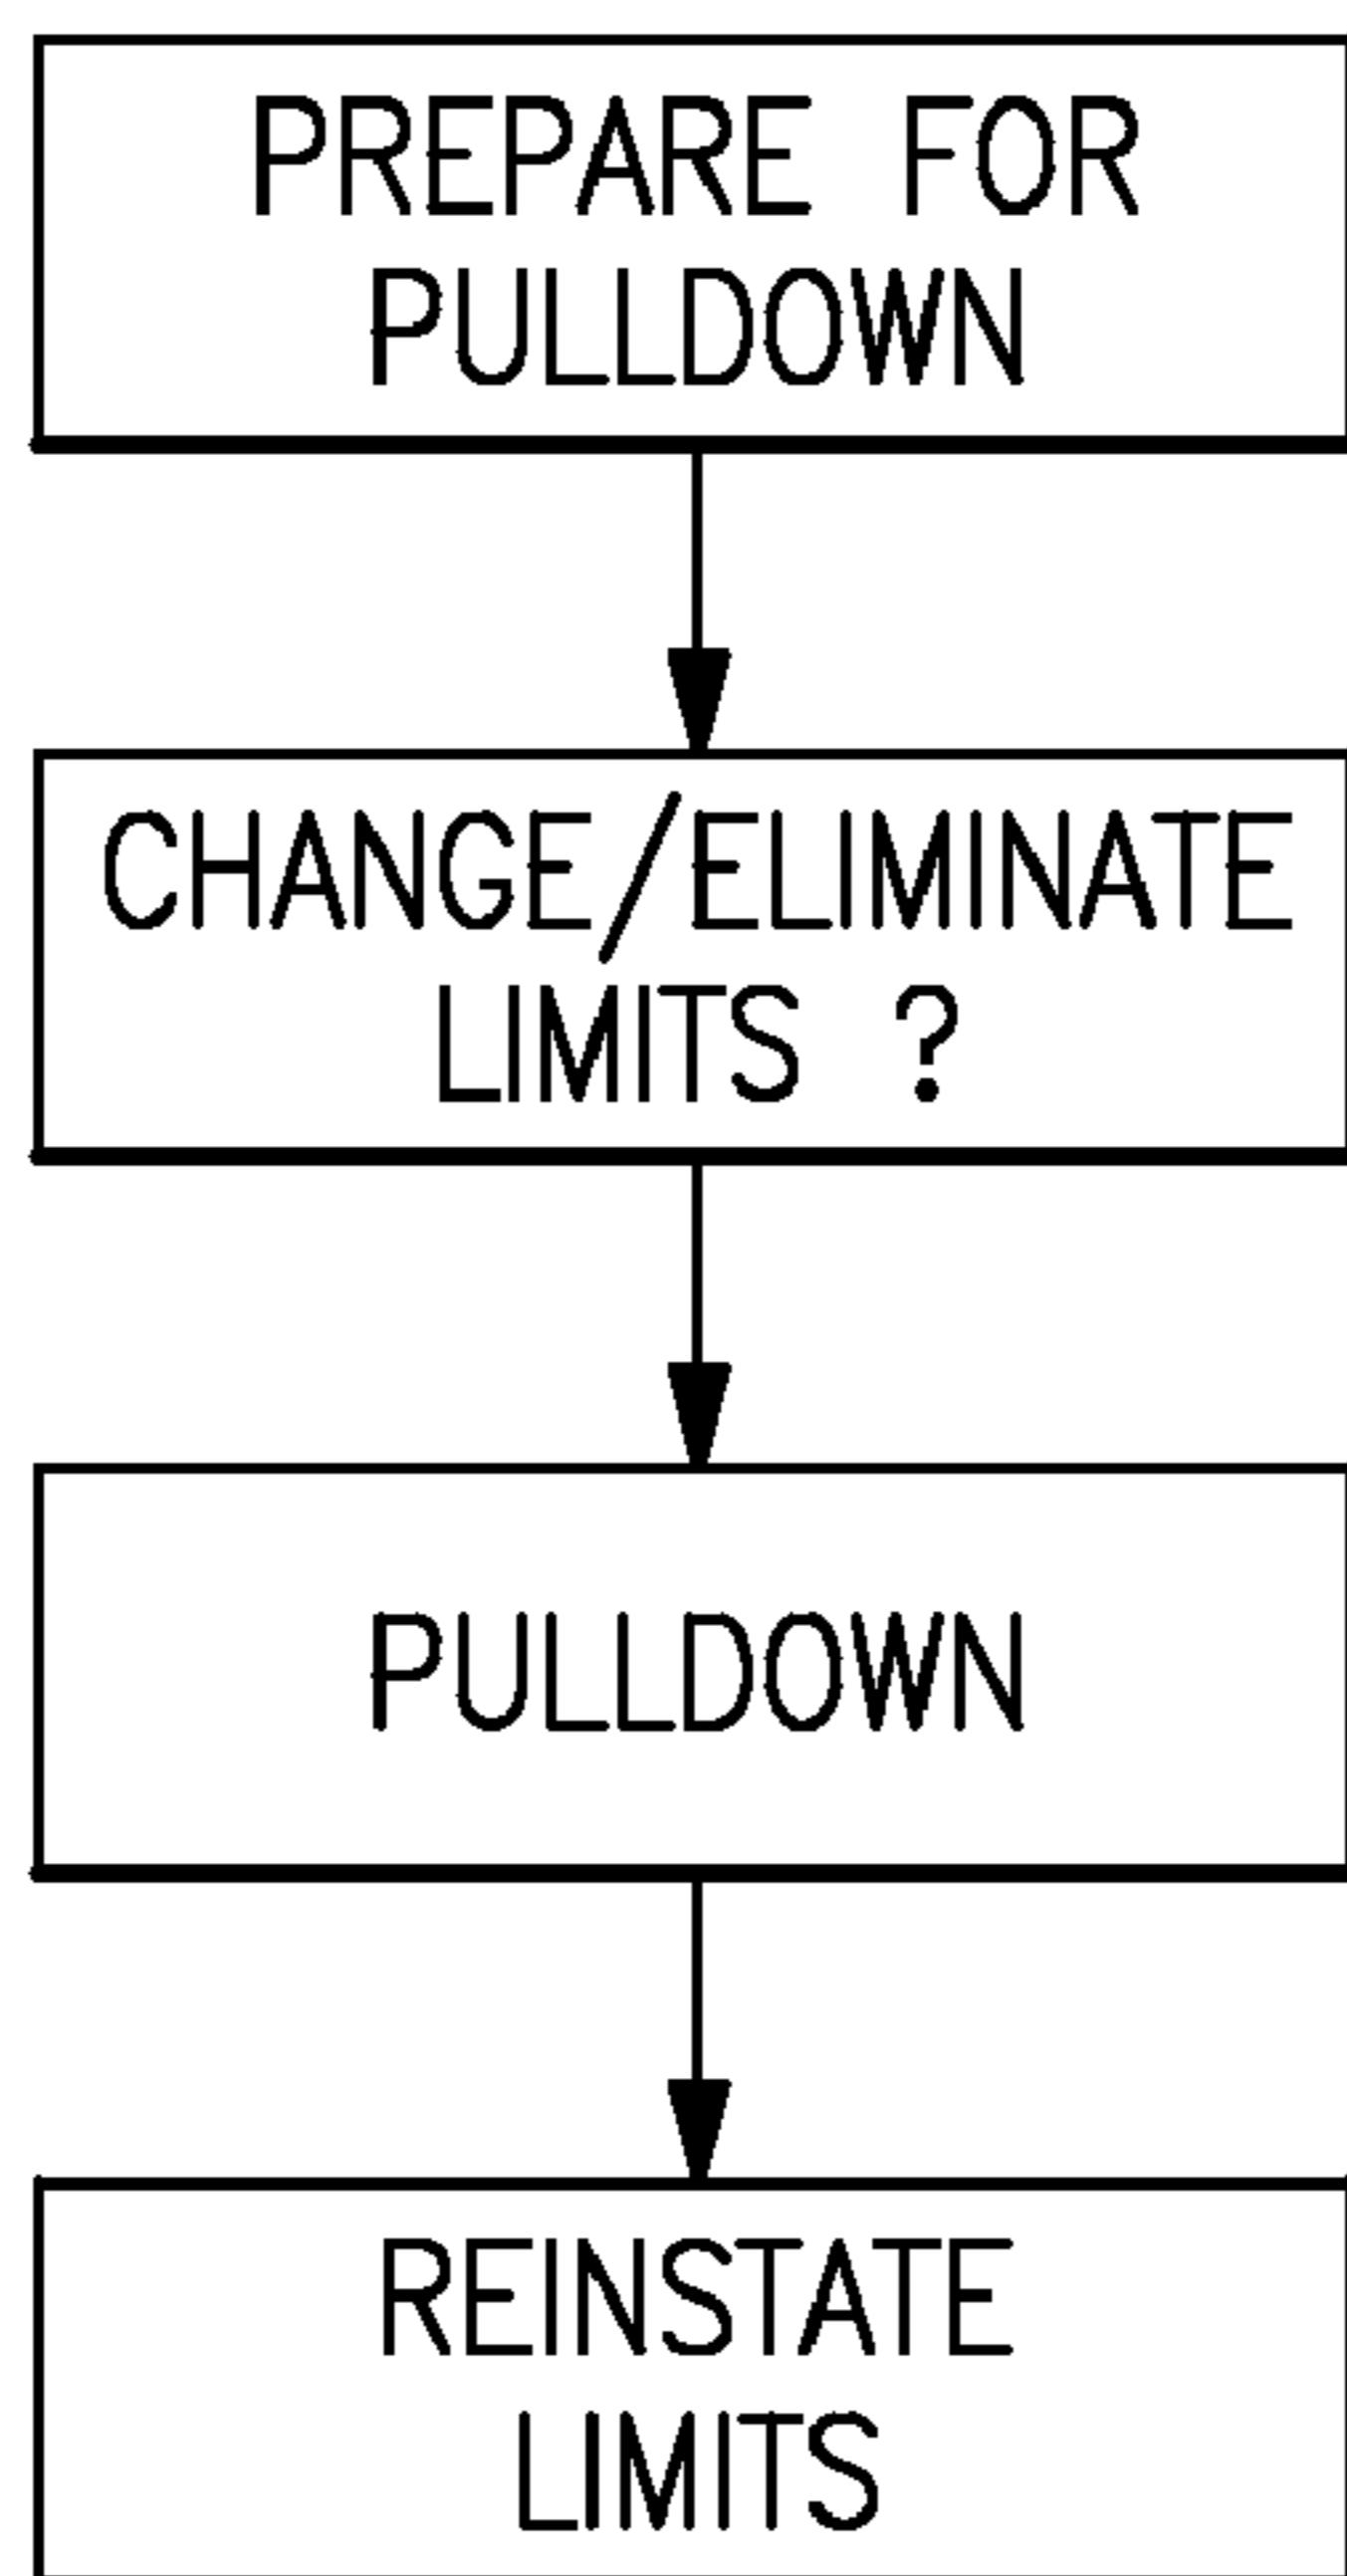 PREPARE FOR
PULLDOWN
CHANGE/ELIMINATE
LIMITS ?
PULLDOWN
REINSTATE
LIMITS